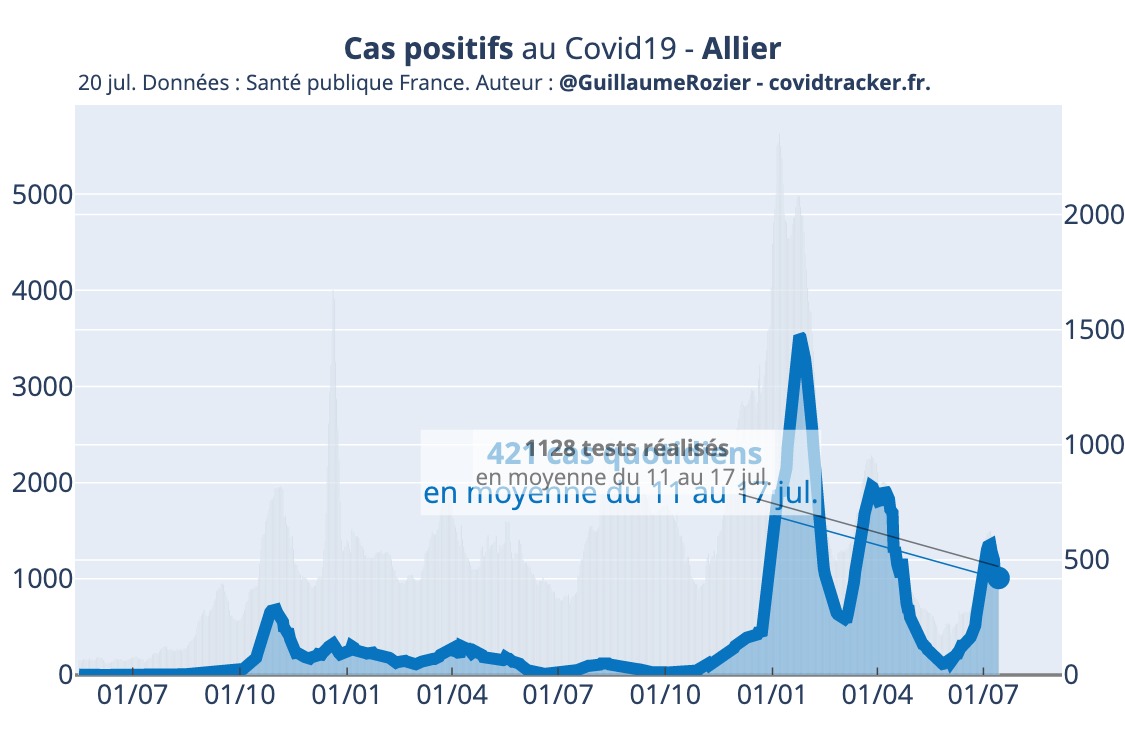 Cas positifs au Covid19 - Allier
20 jul. Données : Santé publique France. Auteur : @GuillaumeRozier - covidtracker.fr.
5000
4000
3000
2000
1000
0
2000
1500
1000
500
0
1128 tests réalisés
en moyenne du 11 au 17 jul.
421 cas quotidiens
en moyenne du 11 au 17 jul.
01/07 01/10 01/01 01/04 01/07 01/10 01/01 01/04 01/07